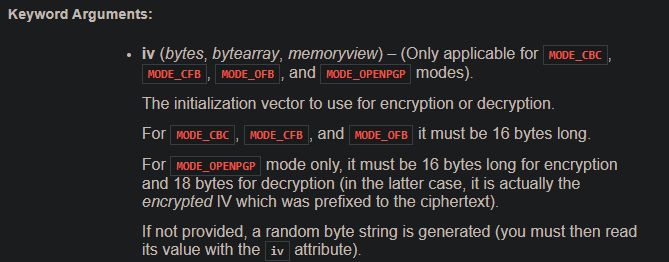 Keyword Arguments:
• iv (bytes, bytearray, memoryview) – (Only applicable for MODE_CBC,
MODE_CFB, MODE_OFB, and MODE_OPENPGP modes).
The initialization vector to use for encryption or decryption.
For MODE_CBC, MODE_CFB, and MODE_OFB it must be 16 bytes long.
For MODE_OPENPGP mode only, it must be 16 bytes long for encryption
and 18 bytes for decryption (in the latter case, it is actually the
encrypted IV which was prefixed to the ciphertext).
If not provided, a random byte string is generated (you must then read
its value with the iv attribute).